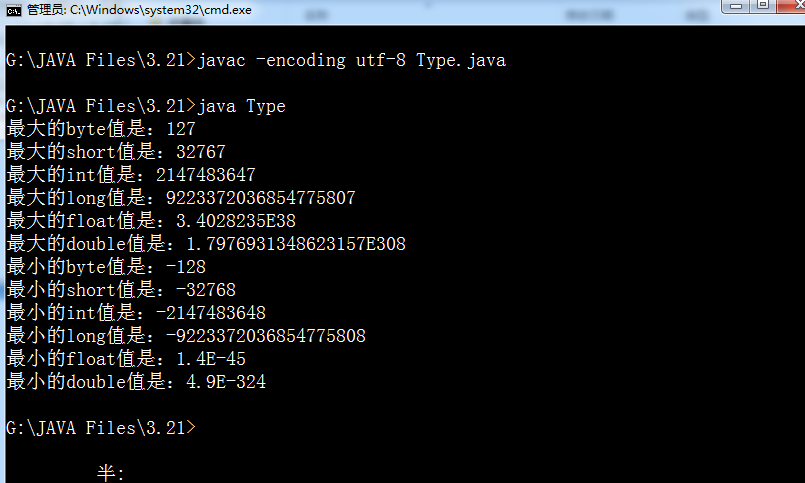 管理员: C:\Windows\system32\cmd.exe
G:\JAVA Files\3.21>javac -encoding utf-8 Type.java
G:\JAVA Files\3.21>java Type
最大的byte值是：127
最大的short值是：32767
最大的int值是：2147483647
最大的long值是：9223372036854775807
最大的float值是：3.4028235E38
最大的double值是：1.7976931348623157E308
最小的byte值是：-128
最小的short值是：-32768
最小的int值是：-2147483648
最小的long值是：-9223372036854775808
最小的float值是：1.4E-45
最小的double值是：4.9E-324
G:\JAVA Files\3.21>
半: